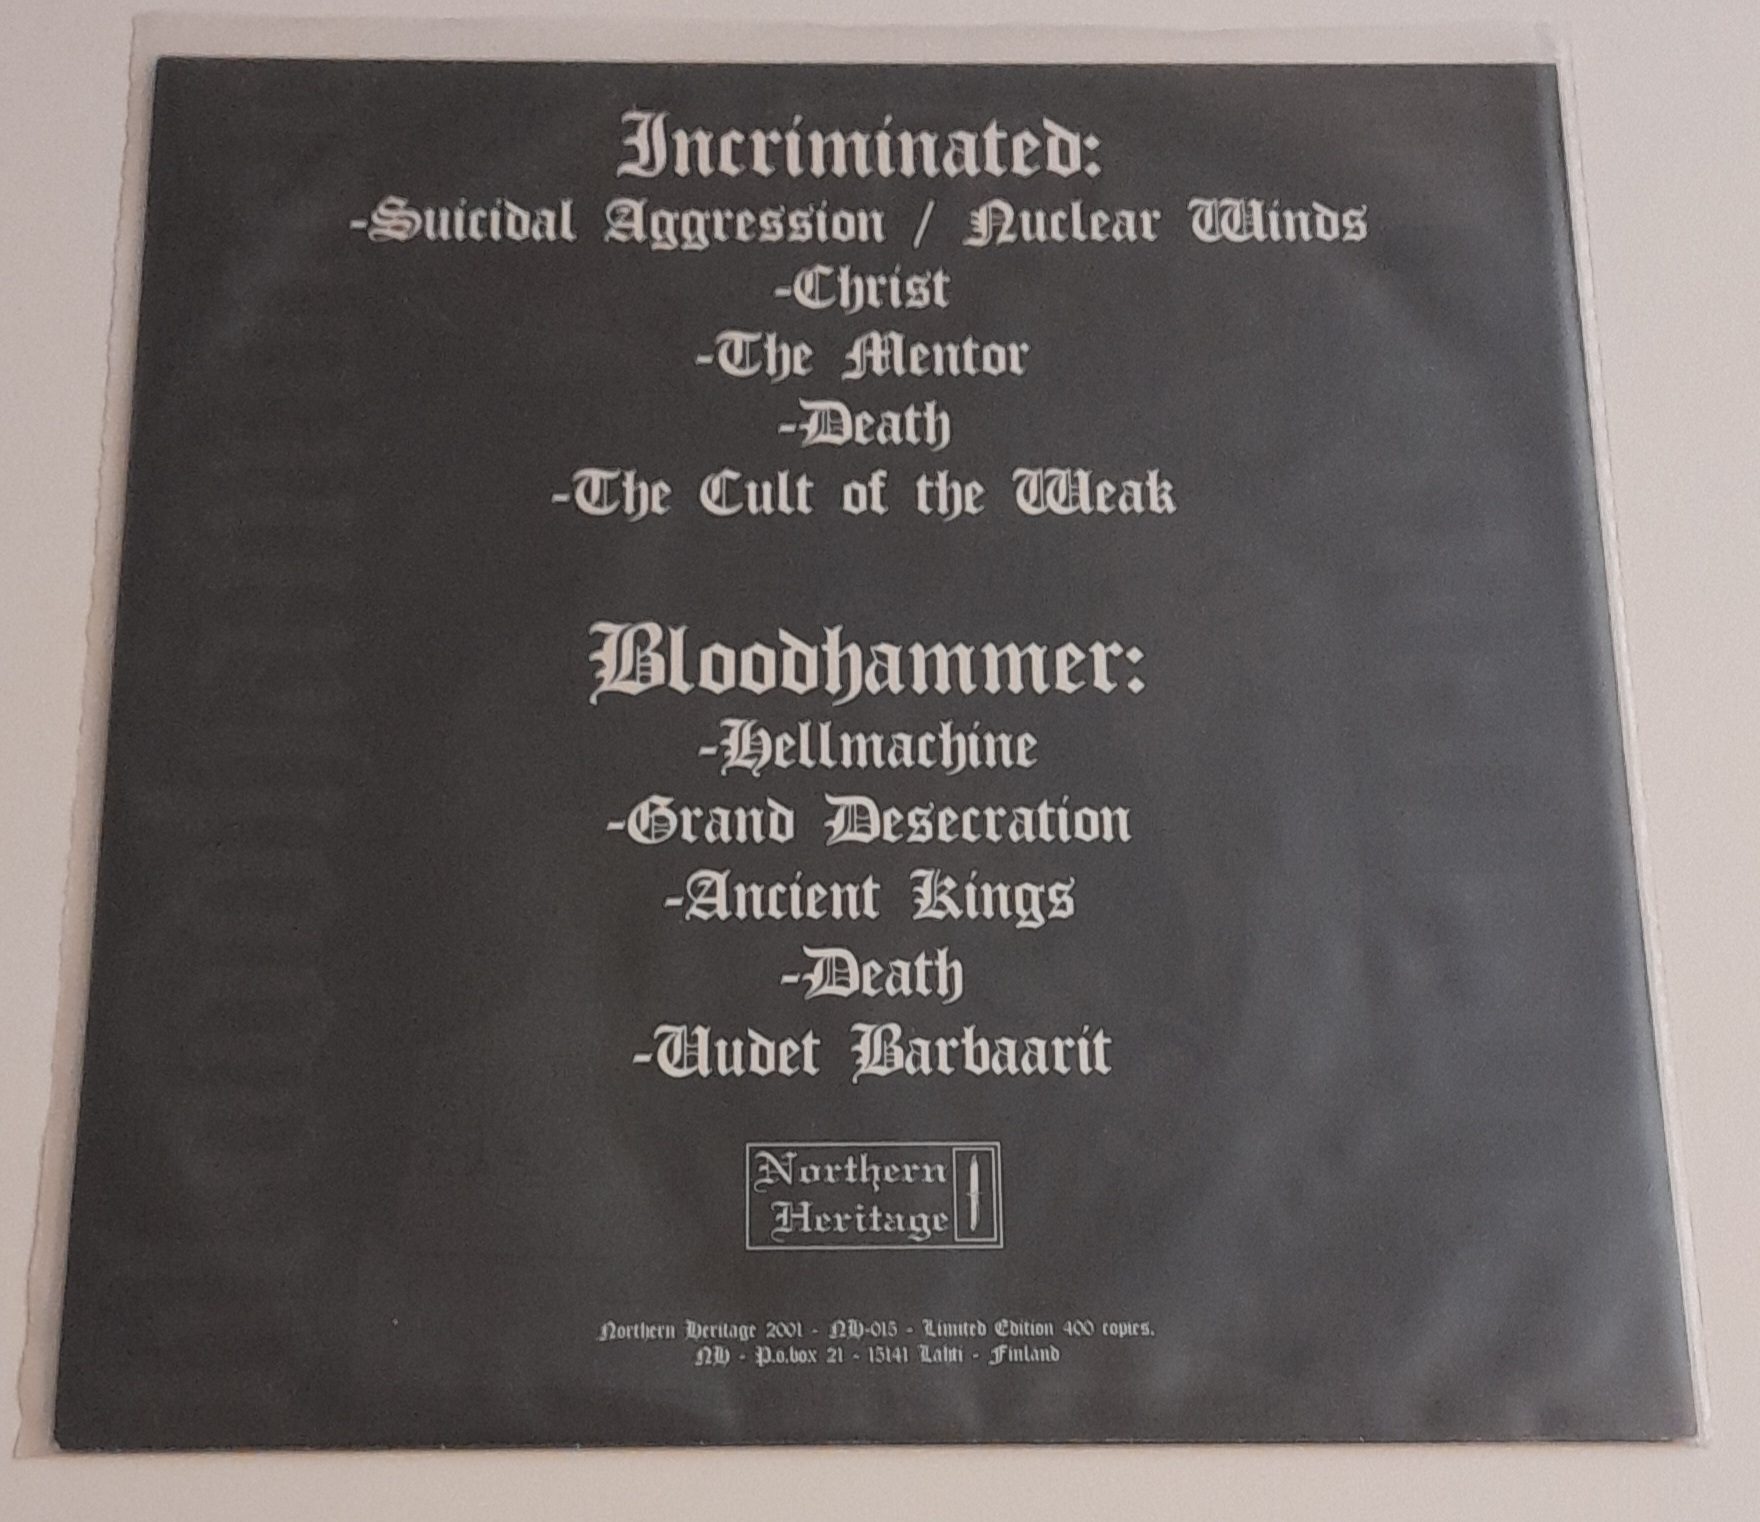 Incriminated:
-Suicidal Aggression / Nuclear Winds
-Christ
-The Mentor
-Death
-The Cult of the Weak
Bloodhammer:
-Hellmachine
-Grand Desecration
-Ancient Kings
-Death
-Uudet Barbaarit
Northern
Heritage
Northern Heritage 2001 - NH-015 - Limited Edition 400 copies.
NH - P.o.box 21 - 15141 Lahti - Finland